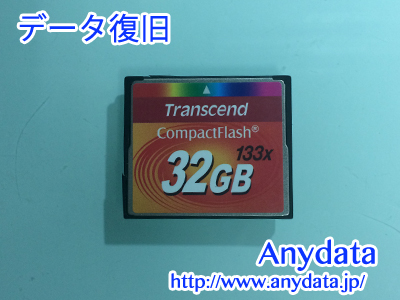 データ復旧
Transcend
CompactFlash®
133x
32GB
Anydata
http://www.anydata.jp/